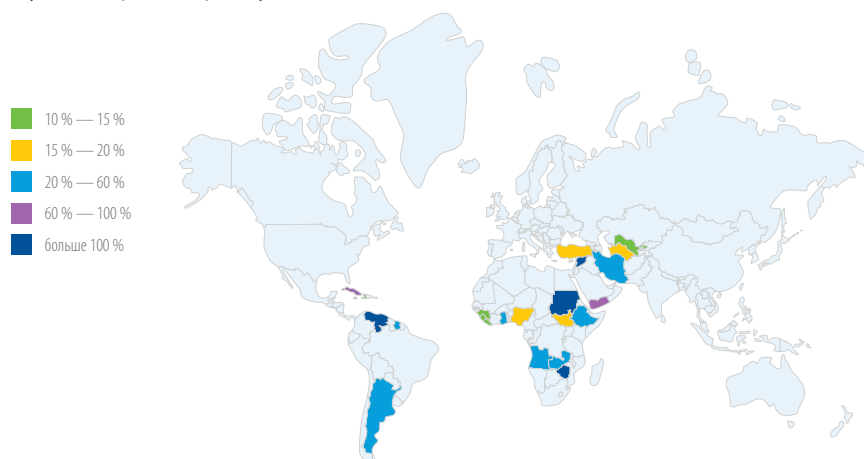 10 % — 15 %
15 % — 20 %
20 % — 60 %
60 % — 100 %
больше 100 %